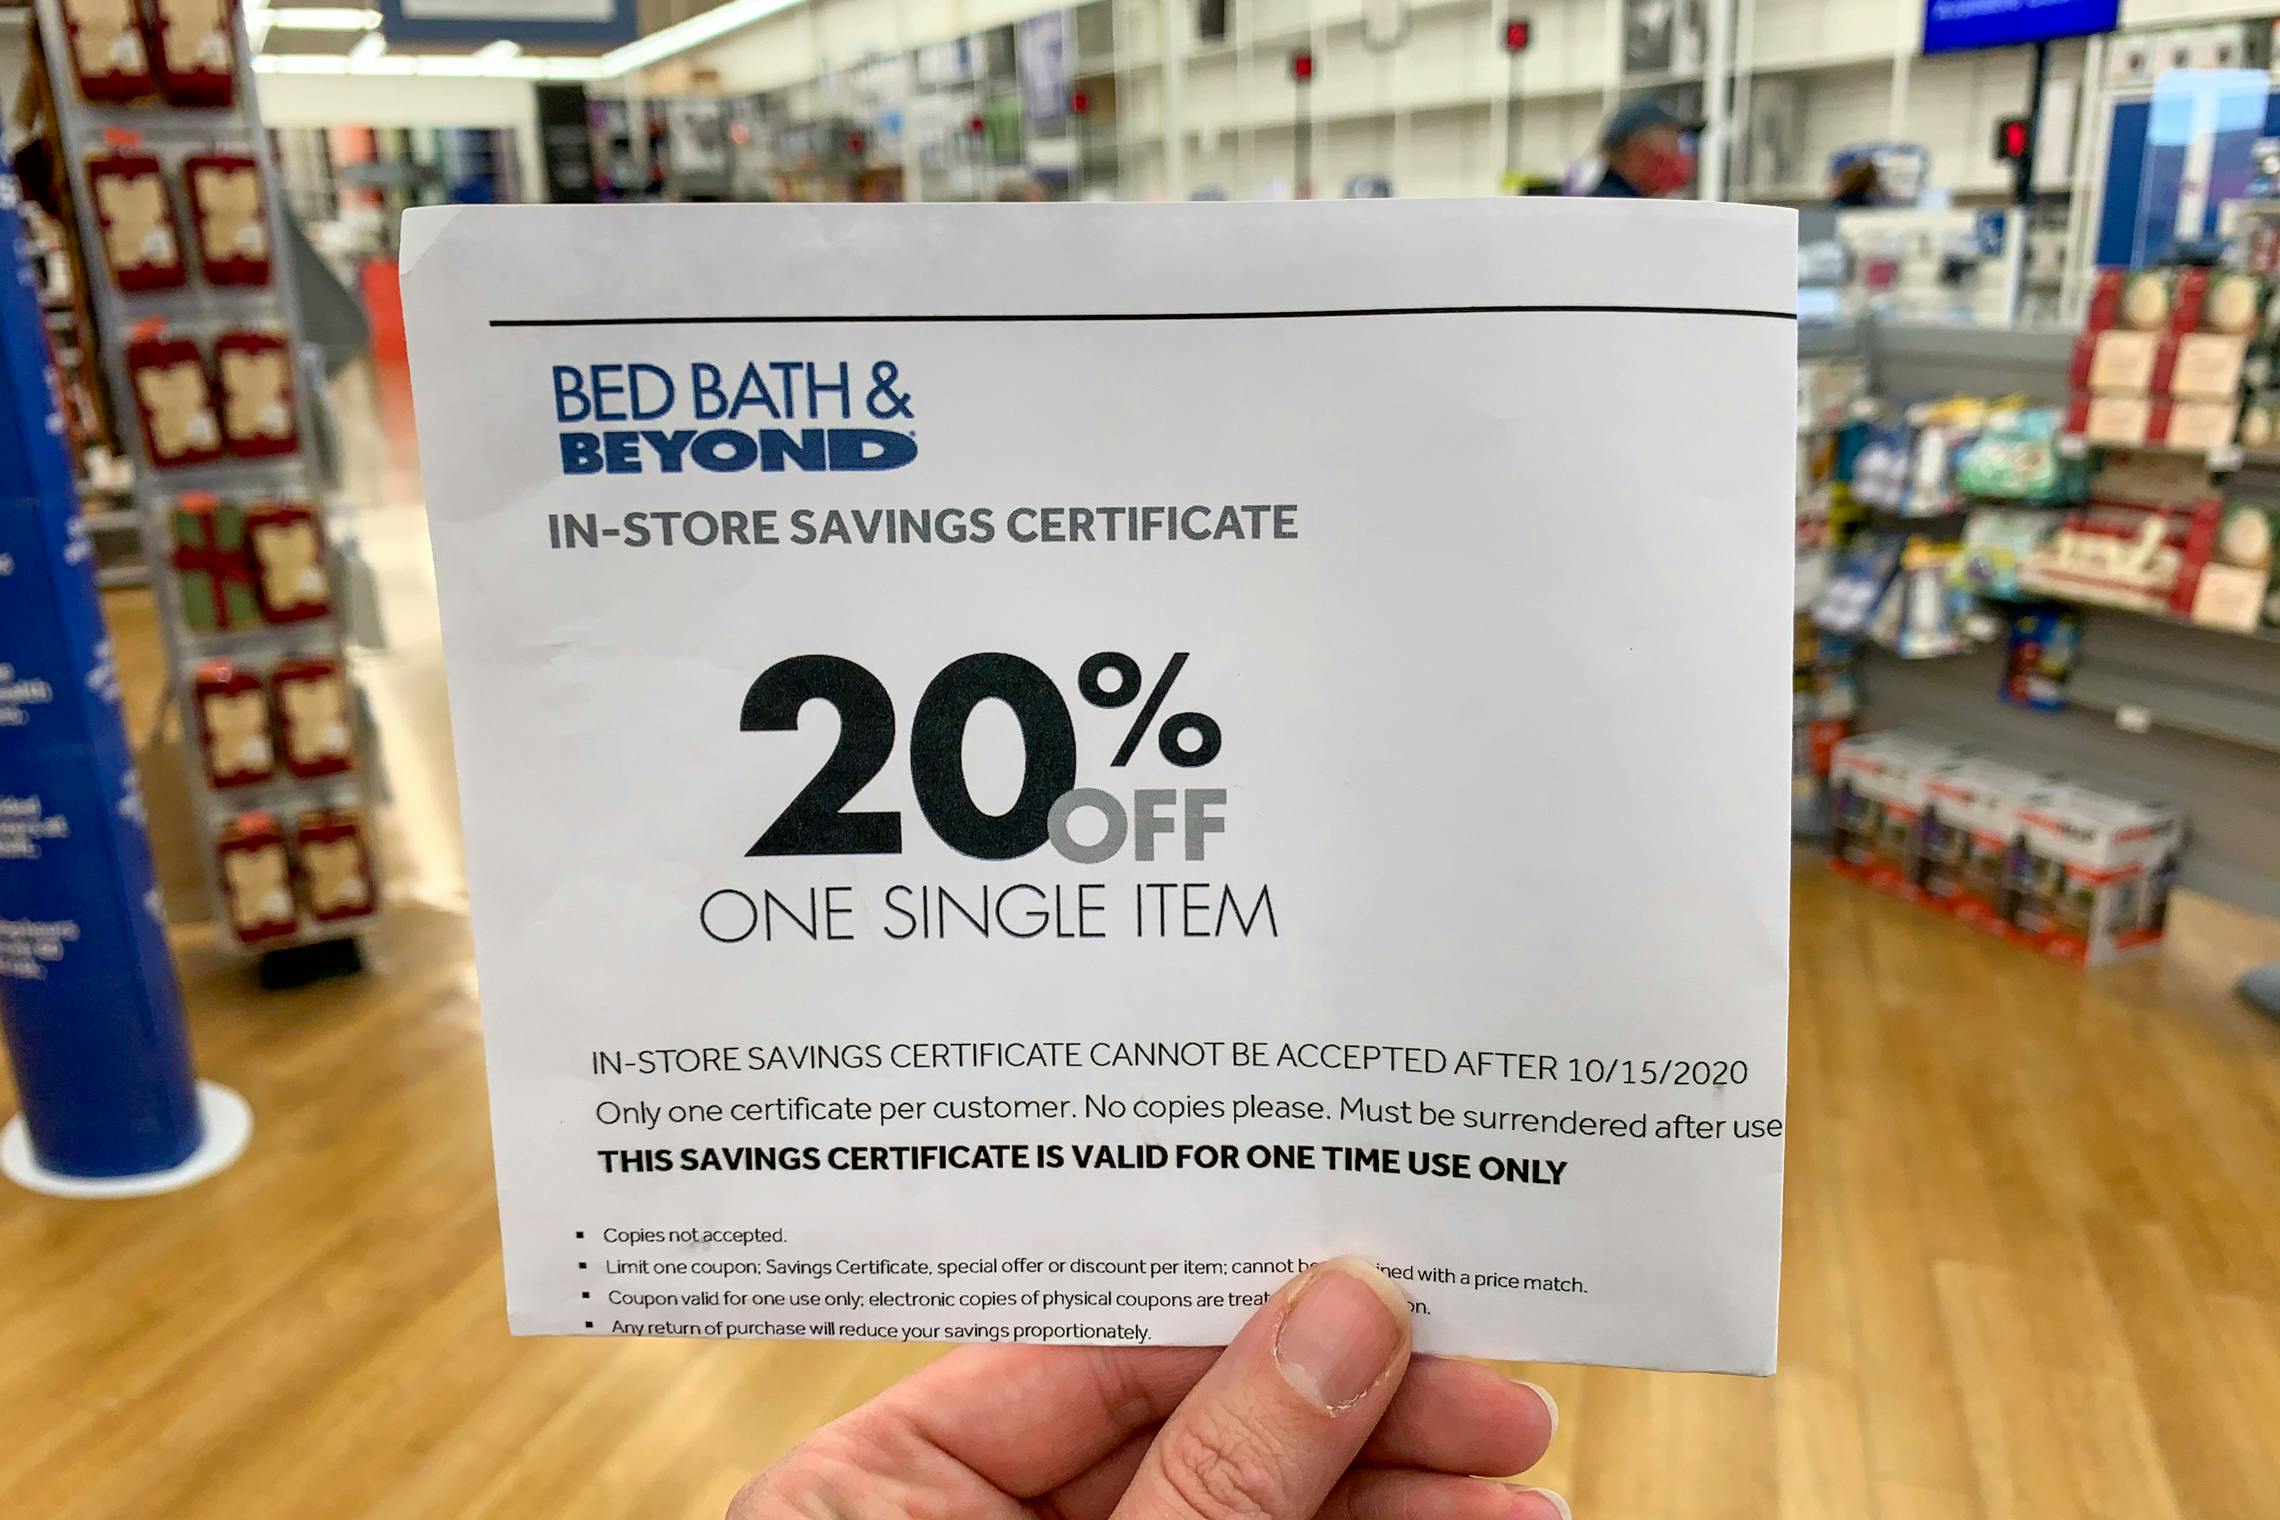 BED BATH &
BEYOND
IN-STORE SAVINGS CERTIFICATE
20%
OFF
ONE SINGLE ITEM
IN-STORE SAVINGS CERTIFICATE CANNOT BE ACCEPTED AFTER 10/15/2020
Only one certificate per customer. No copies please. Must be surrendered after use
THIS SAVINGS CERTIFICATE IS VALID FOR ONE TIME USE ONLY
▪ Copies not accepted.
▪ Limit one coupon; Savings Certificate, special offer or discount per item; cannot with a price match.
▪ Coupon valid for one use only; electronic copies of physical coupons are
▪ Any return of purchase will reduce your savings proportionately.